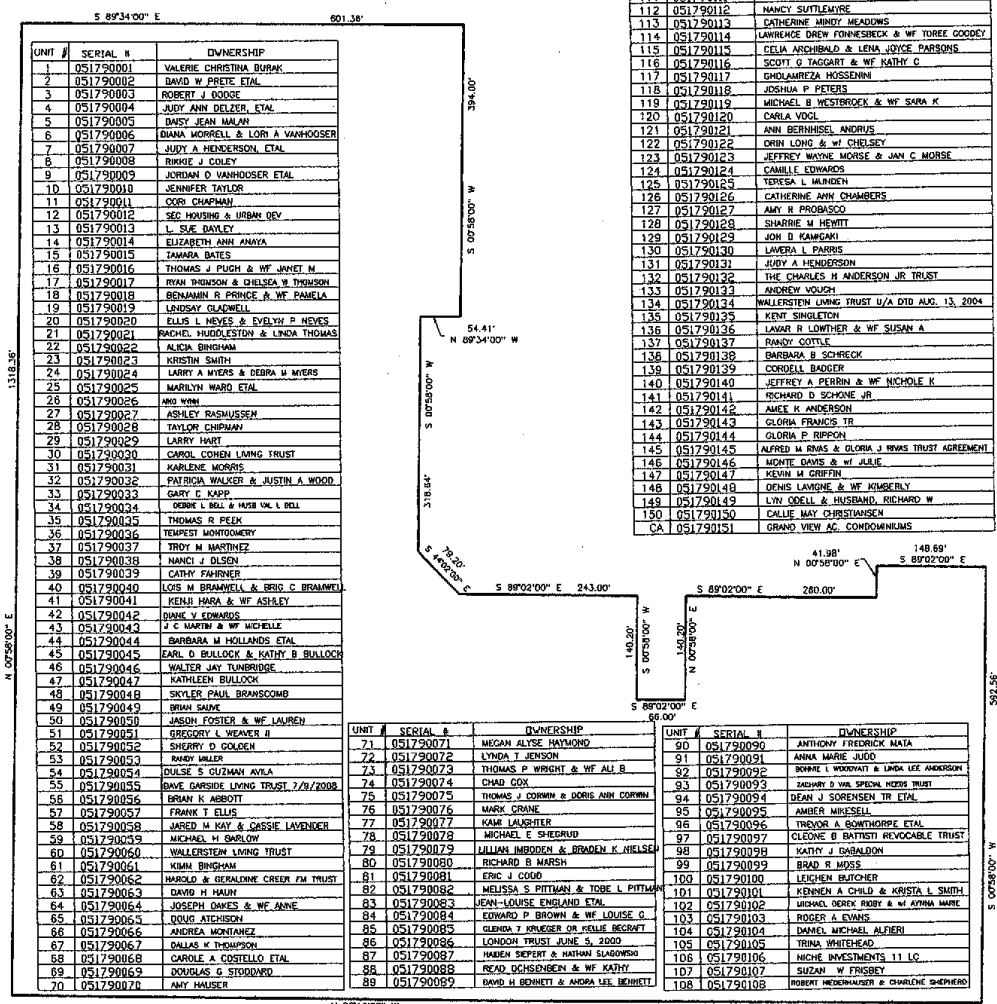 S 89°34'00" E 601.38'
UNIT # SERIAL # OWNERSHIP
1 051790001 VALERIE CHRISTINA BURAK
2 051790002 DAVID W PRETE ETAL
3 051790003 ROBERT J DODGE
4 051790004 JUDY ANN DELZER, ETAL
5 051790005 DAISY JEAN MALAN
6 051790006 DIANA MORRELL & LORI A VANHOOSER
7 051790007 JUDY A HENDERSON, ETAL
8 051790008 RIKKIE J COLEY
9 051790009 JORDAN D VANHOOSER ETAL
10 051790010 JENNIFER TAYLOR
11 051790011 CORI CHAPMAN
12 051790012 SEC HOUSING & URBAN DEV
13 051790013 L. SUE DAYLEY
14 051790014 ELIZABETH ANN ANAYA
15 051790015 TAMARA BATES
16 051790016 THOMAS J PUGH & WF JANET M
17 051790017 RYAN THOMSON & CHELSEA W THOMSON
18 051790018 BENJAMIN R PRINCE & WF PAMELA
19 051790019 LINDSAY GLADWELL
20 051790020 ELLIS L NEVES & EVELYN P NEVES
21 051790021 RACHEL HUDDLESTON & LINDA THOMAS
22 051790022 ALICIA BINGHAM
23 051790023 KRISTIN SMITH
24 051790024 LARRY A MYERS & DEBRA M MYERS
25 051790025 MARILYN WARD ETAL
26 051790026 WYNN
27 051790027 ASHLEY RASMUSSEN
28 051790028 TAYLOR CHIPMAN
29 051790029 LARRY HART
30 051790030 CAROL COHEN LIVING TRUST
31 051790031 KARLENE MORRIS
32 051790032 PATRICIA WALKER & JUSTIN A WOOD
33 051790033 GARY C KAPP
34 051790034 DEBBIE L BELL & HUSB VAL L BELL
35 051790035 THOMAS R PEEK
36 051790036 TEMPEST MONTGOMERY
37 051790037 TROY M MARTINEZ
38 051790038 NANCI J OLSEN
39 051790039 CATHY FAHRNER
40 051790040 LOIS M BRAMWELL & BRIG C BRAMWELL
41 051790041 KENJI HARA & WF ASHLEY
42 051790042 DIANE V EDWARDS
43 051790043 J C MARTIN & WF MICHELLE
44 051790044 BARBARA M HOLLANDS ETAL
45 051790045 EARL D BULLOCK & KATHY B BULLOCK
46 051790046 WALTER JAY TUNBRIDGE
47 051790047 KATHLEEN BULLOCK
48 051790048 SKYLER PAUL BRANSCOMB
49 051790049 BRIAN SAUVE
50 051790050 JASON FOSTER & WF LAUREN
51 051790051 GREGORY L WEAVER II
52 051790052 SHERRY D GOLDEN
53 051790053 RANDY MILLER
54 051790054 DULSE S GUZMAN AVILA
55 051790055 DAVE GARSIDE LIVING TRUST 7/9/2008
56 051790056 BRIAN K ABBOTT
57 051790057 FRANK T ELLIS
58 051790058 JARED M KAY & CASSIE LAVENDER
59 051790059 MICHAEL H BARLOW
60 051790060 WALLERSTEIN LIVING TRUST
61 051790061 KIMM BINGHAM
62 051790062 HAROLD & GERALDINE CREER FM TRUST
63 051790063 DAVID H HAUN
64 051790064 JOSEPH OAKES & WF ANNE
65 051790065 DOUG ATCHISON
66 051790066 ANDREA MONTANEZ
67 051790067 DALLAS K THOMPSON
68 051790068 CAROLE A COSTELLO ETAL
69 051790069 DOUGLAS G STODDARD
70 051790070 AMY HAUSER
UNIT # SERIAL # OWNERSHIP
71 051790071 MEGAN ALYSE HAYMOND
72 051790072 LYNDA T JENSON
73 051790073 THOMAS P WRIGHT & WF ALI B
74 051790074 CHAD COX
75 051790075 THOMAS J CORWIN & DORIS ANN CORWIN
76 051790076 MARK CRANE
77 051790077 KAMI LAUGHTER
78 051790078 MICHAEL E SHEGRUD
79 051790079 LILLIAN IMBODEN & BRADEN K NIELSEN
80 051790080 RICHARD B MARSH
81 051790081 ERIC J CODD
82 051790082 MELISSA S PITTMAN & TOBE L PITTMAN
83 051790083 JEAN-LOUISE ENGLAND ETAL
84 051790084 EDWARD P BROWN & WF LOUISE G
85 051790085 GLENDA T KRUEGER OR KELLIE BECRAFT
86 051790086 LONDON TRUST JUNE 5, 2000
87 051790087 HAIDEN SIEPERT & NATHAN SLAGOWSKI
88 051790088 READ OCHSENBEIN & WF KATHY
89 051790089 DAVID H BENNETT & ANDRA LEE BENNETT
UNIT # SERIAL # OWNERSHIP
90 051790090 ANTHONY FREDRICK MATA
91 051790091 ANNA MARIE JUDD
92 051790092 BONNIE L WOODYATT & LINDA LEE ANDERSON
93 051790093 ZACHARY D VAIL SPECIAL NEEDS TRUST
94 051790094 DEAN J SORENSEN TR ETAL
95 051790095 AMBER MIKESELL
96 051790096 TREVOR A BOWTHORPE ETAL
97 051790097 CLEONE B BATTISTI REVOCABLE TRUST
98 051790098 KATHY J GABALDON
99 051790099 BRAD R MOSS
100 051790100 LEICHEN BUTCHER
101 051790101 KENNEN A CHILD & KRISTA L SMITH
102 051790102 MICHAEL DEREK RIGBY & wf AYNNA MARIE
103 051790103 ROGER A EVANS
104 051790104 DANIEL MICHAEL ALFIERI
105 051790105 TRINA WHITEHEAD
106 051790106 NICHE INVESTMENTS 11 LC
107 051790107 SUZAN W FRISBEY
108 051790108 ROBERT NIEDERHAUSER & CHARLENE SHEPHERD
112 051790112 NANCY SUTTLEMYRE
113 051790113 CATHERINE MINDY MEADOWS
114 051790114 LAWRENCE DREW FONNESBECK & WF TOREE GOODEY
115 051790115 CELIA ARCHIBALD & LENA JOYCE PARSONS
116 051790116 SCOTT G TAGGART & WF KATHY C
117 051790117 GHOLAMREZA HOSSENINI
118 051790118 JOSHUA P PETERS
119 051790119 MICHAEL B WESTBROEK & WF SARA K
120 051790120 CARLA VOGL
121 051790121 ANN BERNHISEL ANDRUS
122 051790122 ORIN LONG & wf CHELSEY
123 051790123 JEFFREY WAYNE MORSE & JAN C MORSE
124 051790124 CAMILLE EDWARDS
125 051790125 TERESA L MUNDEN
126 051790126 CATHERINE ANN CHAMBERS
127 051790127 AMY R PROBASCO
128 051790128 SHARRIE M HEWITT
129 051790129 JON D KAMIGAKI
130 051790130 LAVERA L PARRIS
131 051790131 JUDY A HENDERSON
132 051790132 THE CHARLES H ANDERSON JR TRUST
133 051790133 ANDREW VOUGH
134 051790134 WALLERSTEIN LIVING TRUST U/A DTD AUG. 13, 2004
135 051790135 KENT SINGLETON
136 051790136 LAVAR R LOWTHER & WF SUSAN A
137 051790137 RANDY COTTLE
138 051790138 BARBARA B SCHRECK
139 051790139 CORDELL BADGER
140 051790140 JEFFREY A PERRIN & WF NICHOLE K
141 051790141 RICHARD D SCHONE JR
142 051790142 AMEE K ANDERSON
143 051790143 GLORIA FRANCIS TR
144 051790144 GLORIA P RIPPON
145 051790145 ALFRED M RIVAS & GLORIA J RIVAS TRUST AGREEMENT
146 051790146 MONTE DAVIS & wf JULIE
147 051790147 KEVIN M GRIFFIN
148 051790148 DENIS LAVIGNE & WF KIMBERLY
149 051790149 LYN ODELL & HUSBAND, RICHARD W
150 051790150 CALLIE MAY CHRISTIANSEN
CA 051790151 GRAND VIEW AC. CONDOMINIUMS
394.00'
S 00°58'00" W
54.41'
N 89°34'00" W
S 00°58'00" W
318.64'
78.20'
S 44°02'00" E
S 89°02'00" E 243.00'
140.20'
S 00°58'00" W
S 89°02'00" E
66.00'
140.20'
N 00°58'00" E
S 89°02'00" E 280.00'
41.98'
N 00°58'00" E
148.69'
S 89°02'00" E
592.56'
S 00°58'00" W
1318.36'
N 00°58'00" E